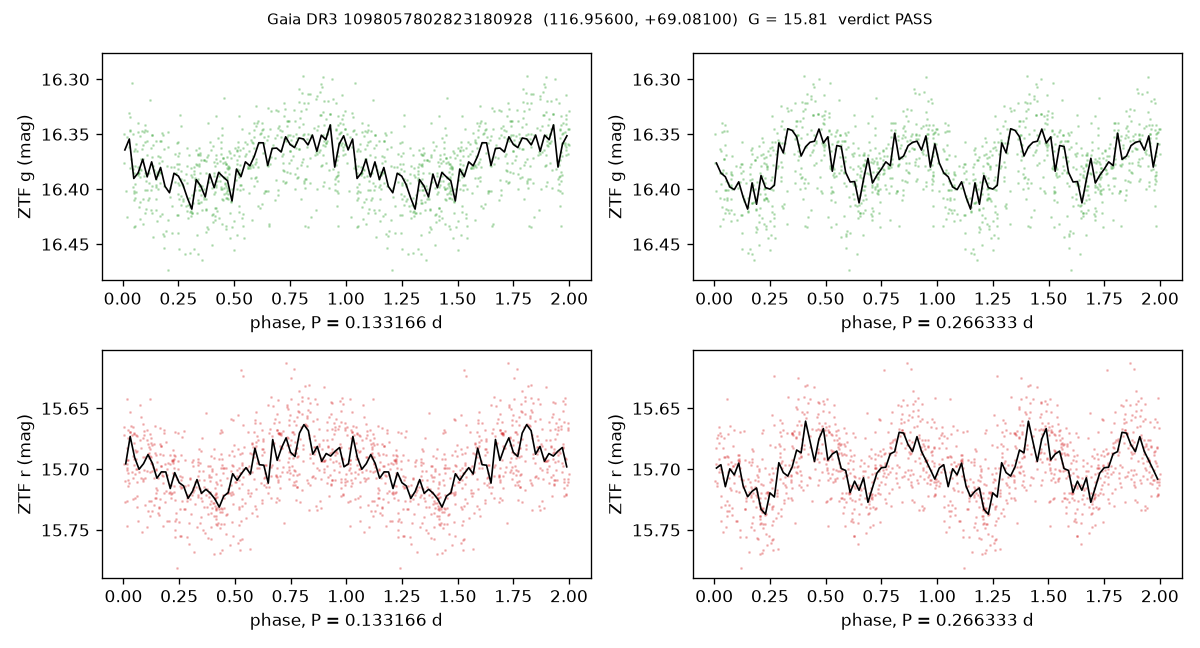 Gaia DR3 1098057802823180928 (116.95600, +69.08100) G = 15.81 verdict PASS
16.30
16.35
16.40
16.45
ZTF g (mag)
0.00 0.25 0.50 0.75 1.00 1.25 1.50 1.75 2.00
phase, P = 0.133166 d
16.30
16.35
16.40
16.45
ZTF g (mag)
0.00 0.25 0.50 0.75 1.00 1.25 1.50 1.75 2.00
phase, P = 0.266333 d
15.65
15.70
15.75
ZTF r (mag)
0.00 0.25 0.50 0.75 1.00 1.25 1.50 1.75 2.00
phase, P = 0.133166 d
15.65
15.70
15.75
ZTF r (mag)
0.00 0.25 0.50 0.75 1.00 1.25 1.50 1.75 2.00
phase, P = 0.266333 d